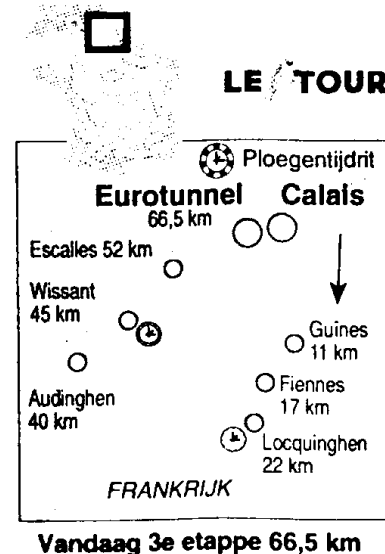 LE TOUR
Ploegentijdrit
Eurotunnel Calais
66,5 km
Escalles 52 km
Wissant
45 km
Guines
11 km
Audinghen
40 km
Fiennes
17 km
Locquinghen
22 km
FRANKRIJK
Vandaag 3e etappe 66,5 km